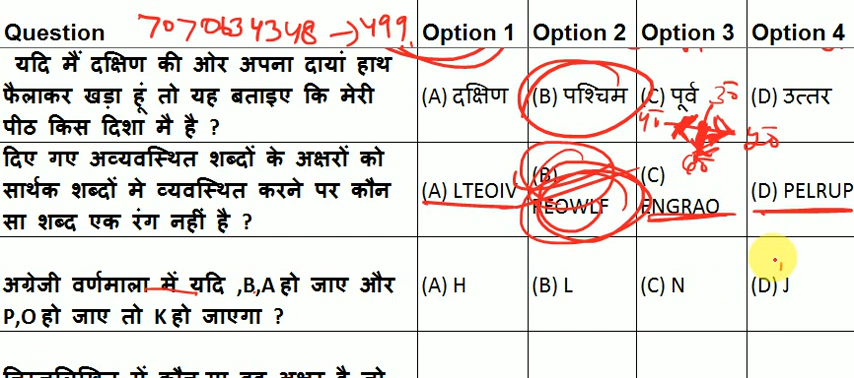 Question 7070634348 → 499 Option 1 Option 2 Option 3 Option 4
यदि मैं दक्षिण की ओर अपना दायां हाथ
फैलाकर खड़ा हूं तो यह बताइए कि मेरी
पीठ किस दिशा मै है ?
(A) दक्षिण (B) पश्चिम (C) पूर्व (D) उत्तर
दिए गए अव्यवस्थित शब्दों के अक्षरों को
सार्थक शब्दों मे व्यवस्थित करने पर कौन
सा शब्द एक रंग नहीं है ?
(A) LTEOIV (B)
FEOWLF (C)
ENGRAO (D) PELRUP
अग्रेजी वर्णमाला में यदि ,B,A हो जाए और
P,O हो जाए तो K हो जाएगा ?
(A) H (B) L (C) N (D) J